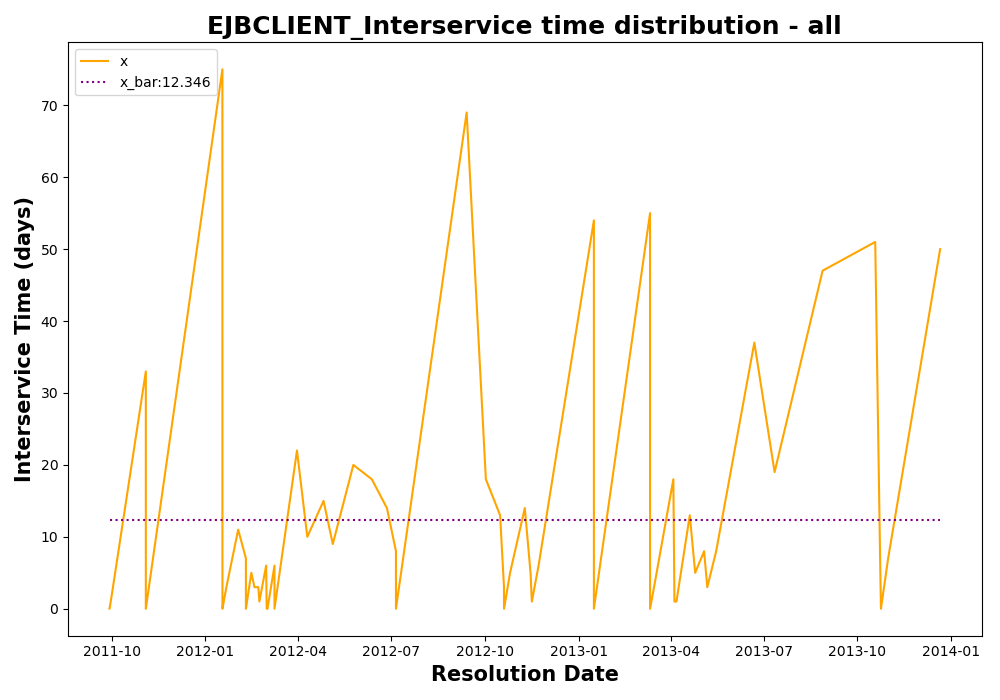 EJBCLIENT_Interservice time distribution - all
x
x_bar:12.346
Interservice Time (days)
70
60
50
40
30
20
10
0
2011-10 2012-01 2012-04 2012-07 2012-10 2013-01 2013-04 2013-07 2013-10 2014-01
Resolution Date